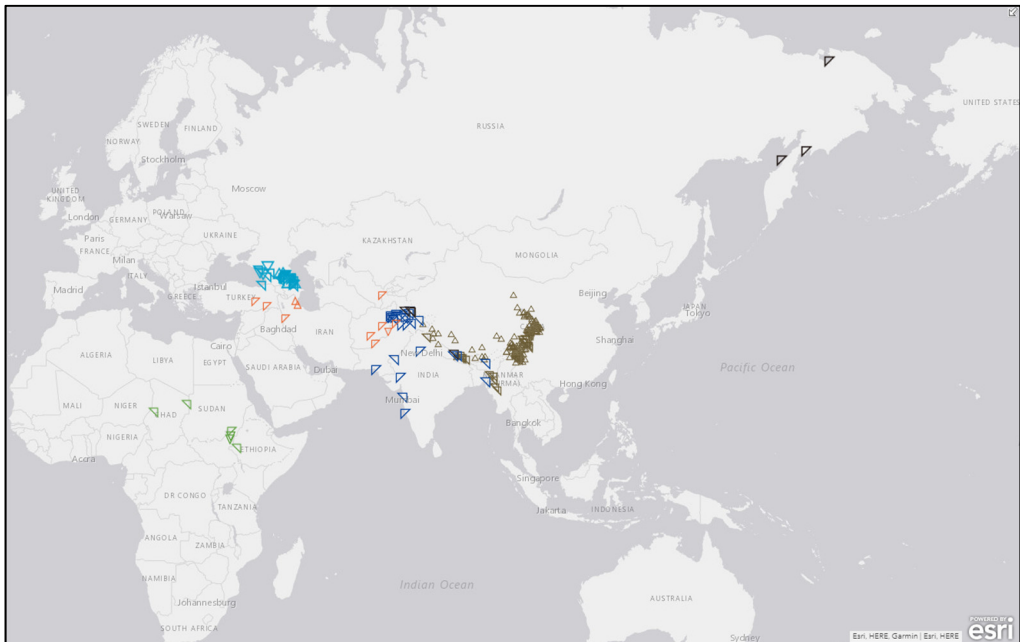 UNITED STATES
RUSSIA
SWEDEN
FINLAND
NORWAY
Stockholm
Moscow
UNITED
KINGDOM
London
GERMANY
POLAND
Warsaw
Paris
UKRAINE
FRANCE
Milan
KAZAKHSTAN
MONGOLIA
ITALY
Madrid
Istanbul
GREECE
TURKEY
Beijing
JAPAN
Tokyo
Baghdad
IRAN
Shanghai
Cairo
New Delhi
ALGERIA
LIBYA
EGYPT
SAUDI ARABIA
Dubai
INDIA
Pacific Ocean
Hong Kong
MALI
NIGER
SUDAN
Mumbai
Bangkok
NIGERIA
ETHIOPIA
Accra
Singapore
DR CONGO
TANZANIA
Jakarta
INDONESIA
ANGOLA
ZAMBIA
NAMIBIA
Indian Ocean
AUSTRALIA
Johannesburg
SOUTH AFRICA
Sydney
POWERED BY
esri
Esri, HERE, Garmin | Esri, HERE